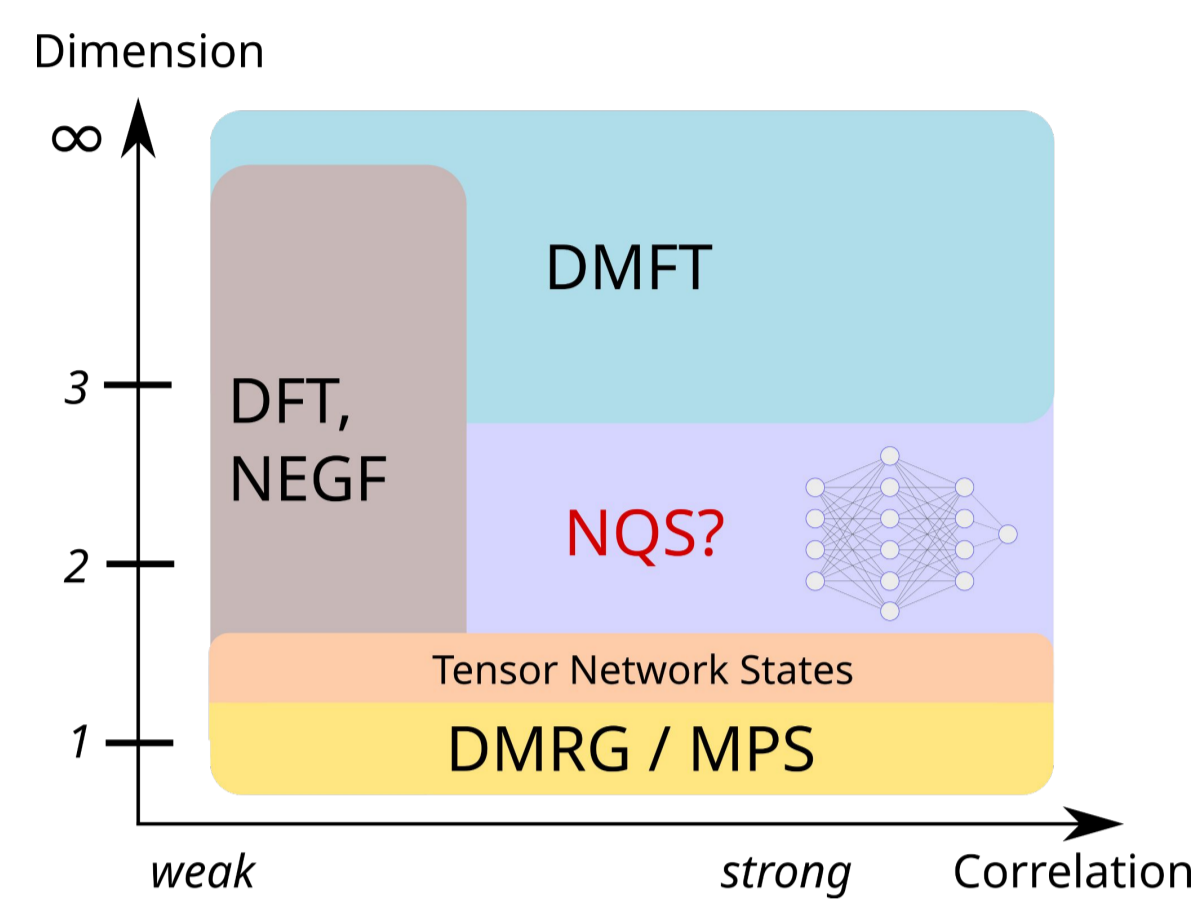 Dimension
∞
DMFT
3
DFT,
NEGF
NQS?
2
Tensor Network States
1
DMRG / MPS
weak
strong
Correlation